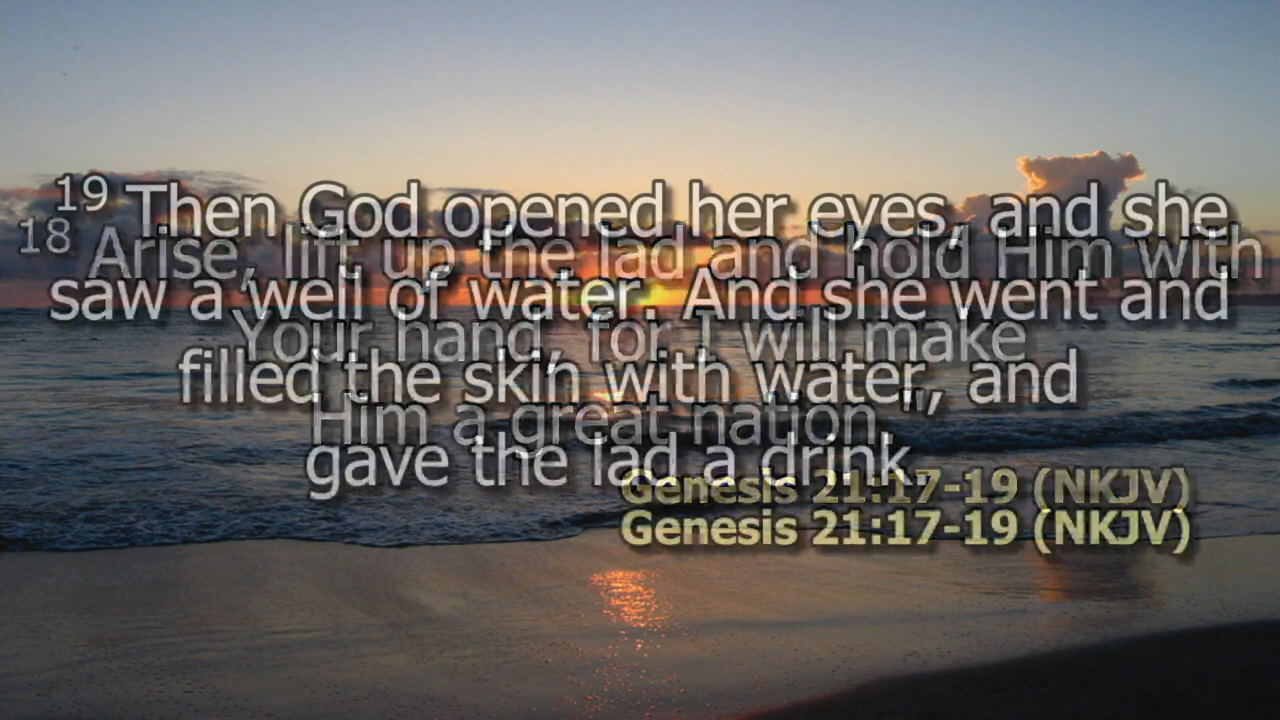 19 Then God opened her eyes, and she
saw a well of water. And she went and
filled the skin with water, and
gave the lad a drink.
Genesis 21:17-19 (NKJV)
18 Arise, lift up the lad and hold Him with
Your hand, for I will make
Him a great nation."
Genesis 21:17-19 (NKJV)